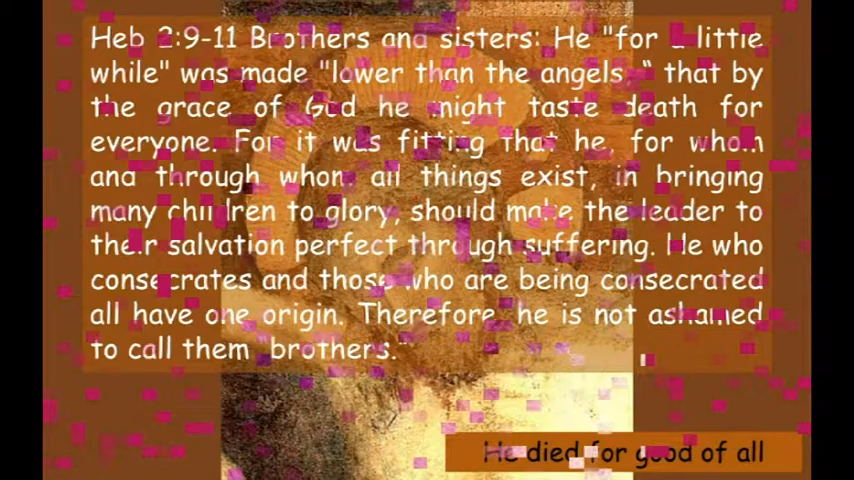 Heb 2:9-11 Brothers and sisters: He "for a little
while" was made "lower than the angels," that by
the grace of God he might taste death for
everyone. For it was fitting that he, for whom
and through whom all things exist, in bringing
many children to glory, should make the leader to
their salvation perfect through suffering. He who
consecrates and those who are being consecrated
all have one origin. Therefore, he is not ashamed
to call them "brothers."
He died for good of all